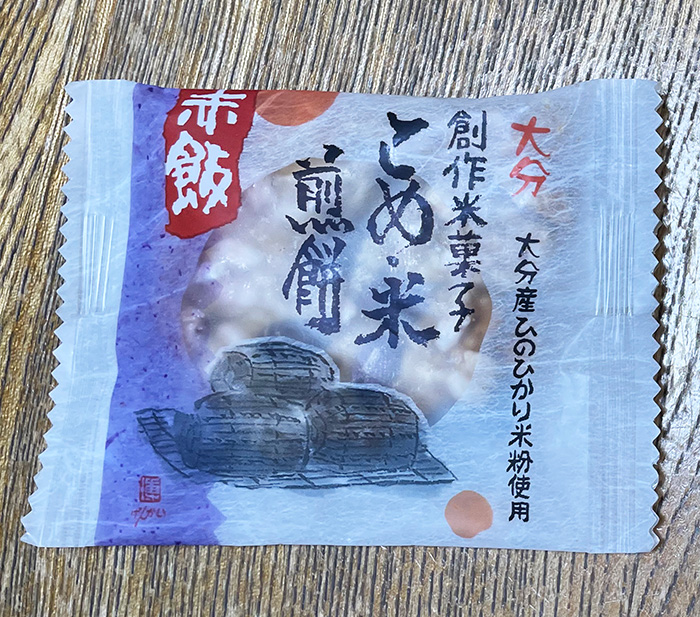 大分
大分産ひのひかり米粉使用
創作米菓子
こめ・米
煎餅
赤飯